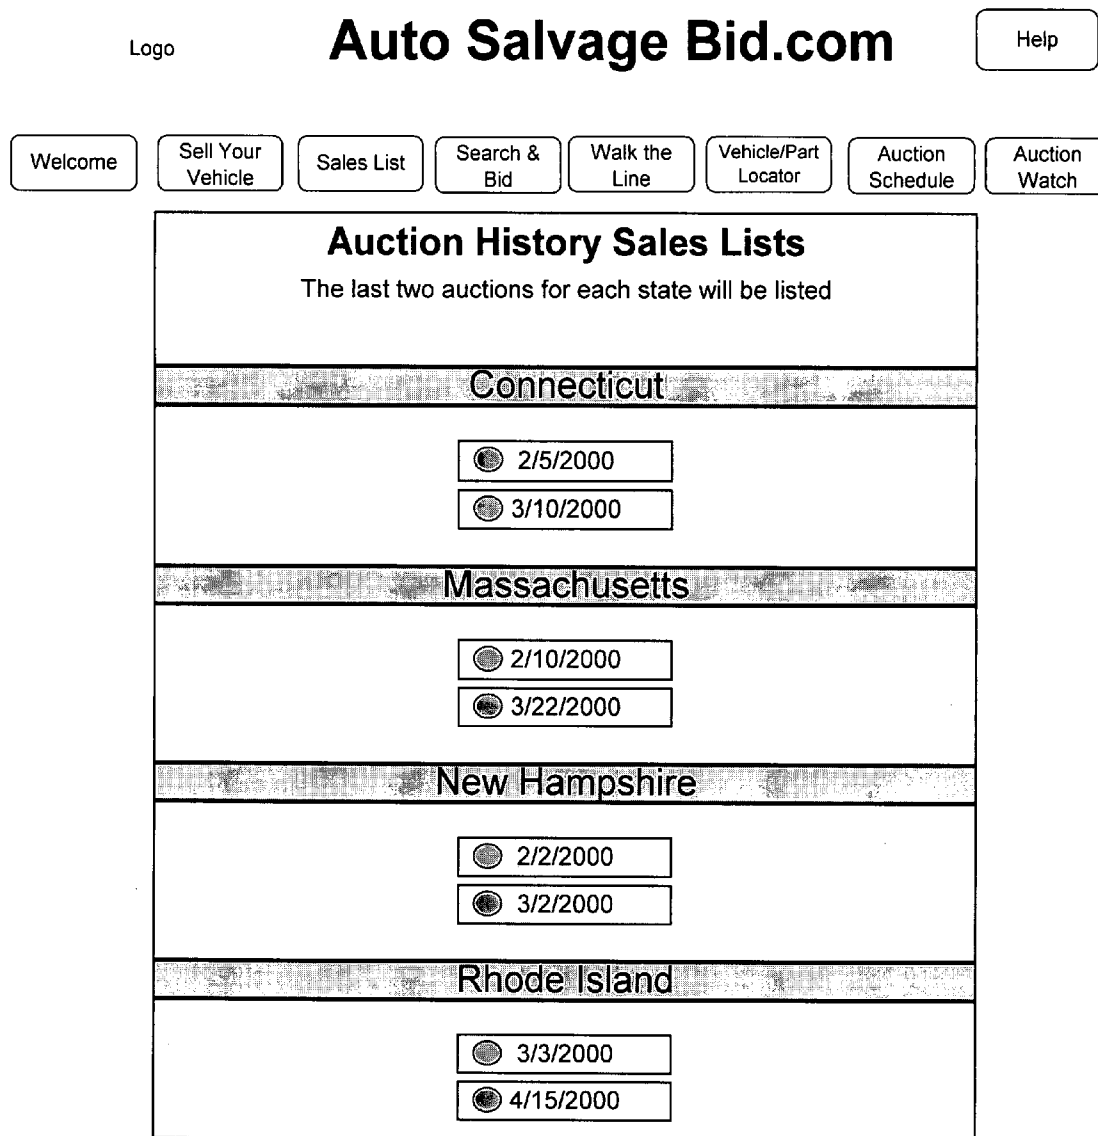 Logo
Auto Salvage Bid.com
Help
Welcome
Sell Your
Vehicle
Sales List
Search &
Bid
Walk the
Line
Vehicle/Part
Locator
Auction
Schedule
Auction
Watch
Auction History Sales Lists
The last two auctions for each state will be listed
Connecticut
2/5/2000
3/10/2000
Massachusetts
2/10/2000
3/22/2000
New Hampshire
2/2/2000
3/2/2000
Rhode Island
3/3/2000
4/15/2000